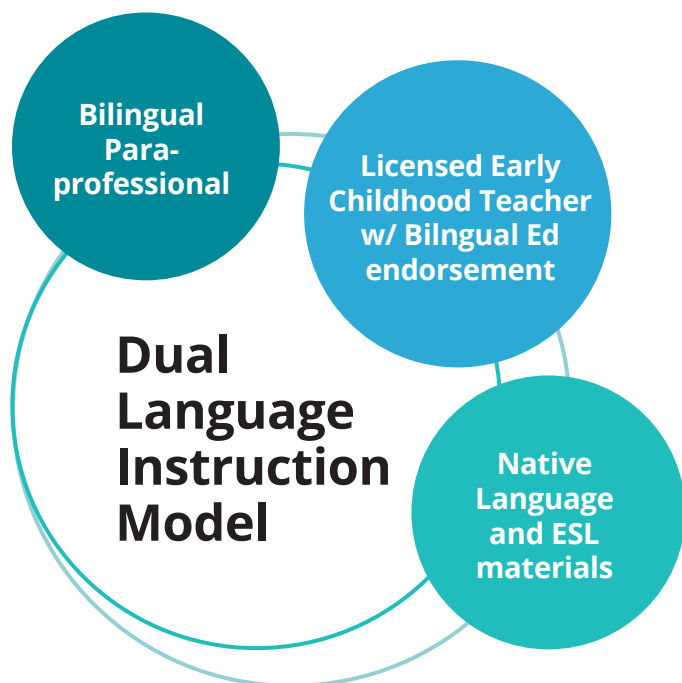 Bilingual
Para-
professional
Licensed Early
Childhood Teacher
w/ Bilngual Ed
endorsement
Dual
Language
Instruction
Model
Native
Language
and ESL
materials